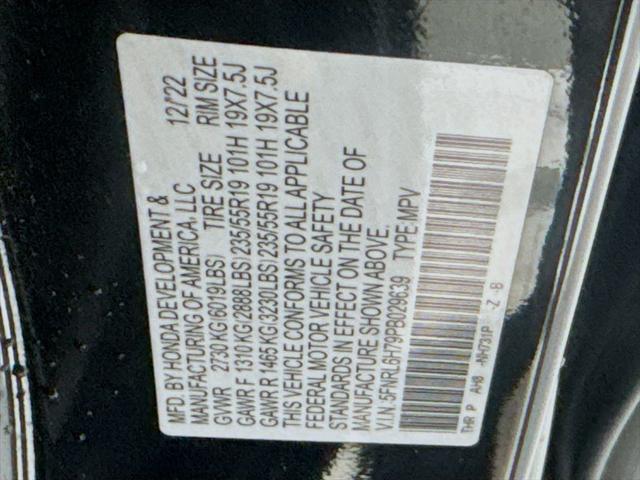 MFD. BY HONDA DEVELOPMENT &
MANUFACTURING OF AMERICA, LLC 12/'22
GVWR 2730 KG(6019LBS) TIRE SIZE RIM SIZE
GAWR F 1310 KG(2888LBS) 235/55R19 101H 19X7.5J
GAWR R 1465 KG(3230LBS) 235/55R19 101H 19X7.5J
THIS VEHICLE CONFORMS TO ALL APPLICABLE
FEDERAL MOTOR VEHICLE SAFETY
STANDARDS IN EFFECT ON THE DATE OF
MANUFACTURE SHOWN ABOVE.
V.I.N. 5FNRL6H79PB028639 TYPE:MPV
THR P AH9 -NH731P -Z -B